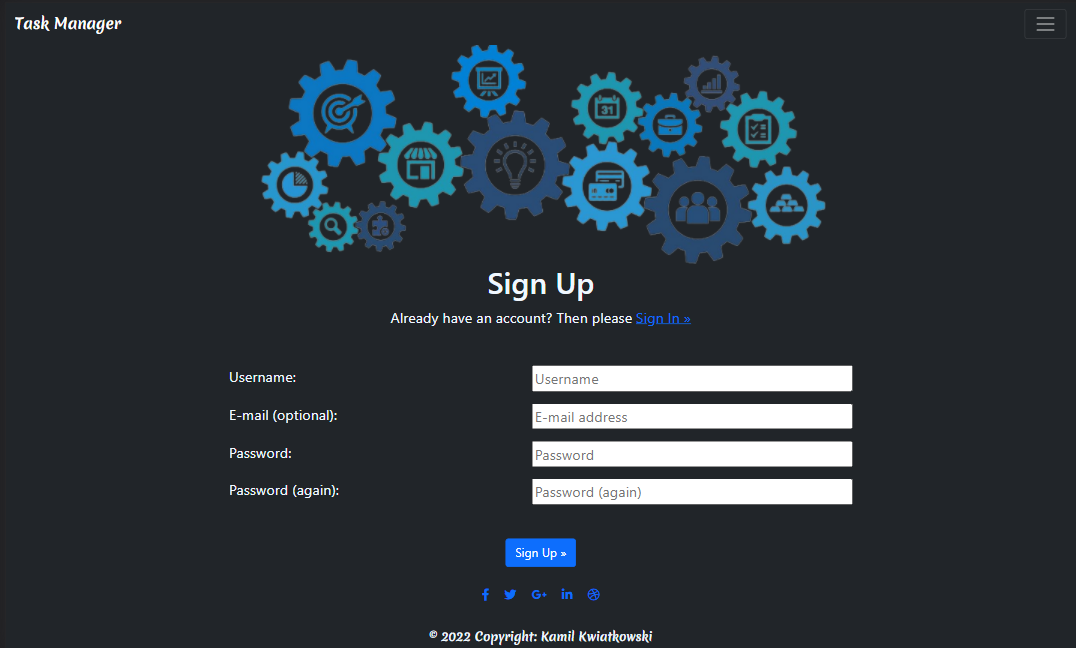 Task Manager
31
Sign Up
Already have an account? Then please Sign In »
Username:
Username
E-mail (optional):
E-mail address
Password:
Password
Password (again):
Password (again)
Sign Up »
© 2022 Copyright: Kamil Kwiatkowski